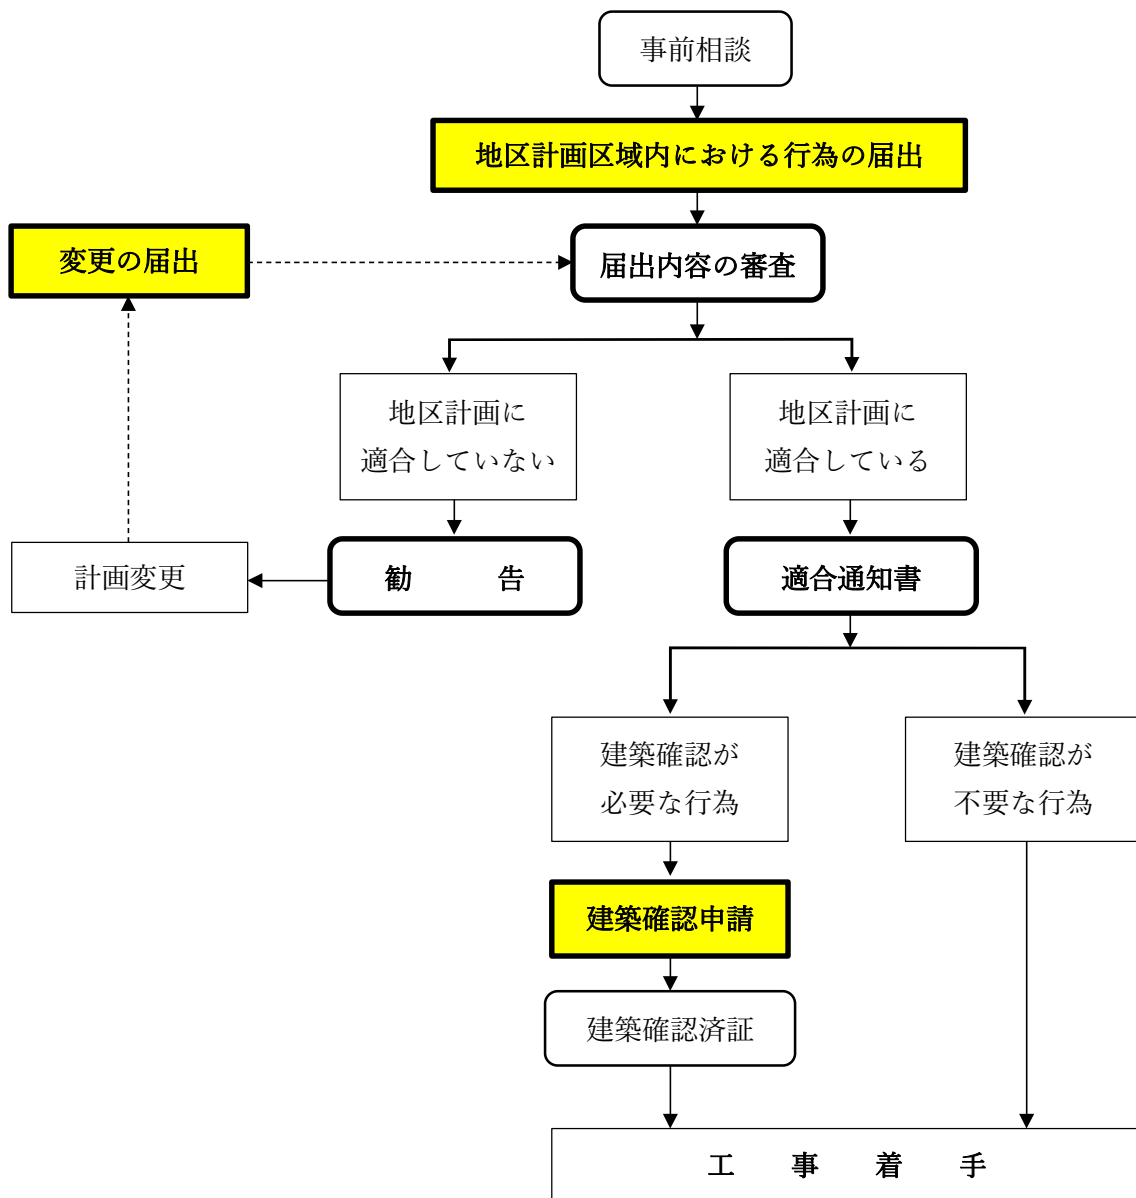 事前相談
地区計画区域内における行為の届出
変更の届出
届出内容の審査
地区計画に
適合していない
地区計画に
適合している
計画変更
勧　　告
適合通知書
建築確認が
必要な行為
建築確認が
不要な行為
建築確認申請
建築確認済証
工　事　着　手